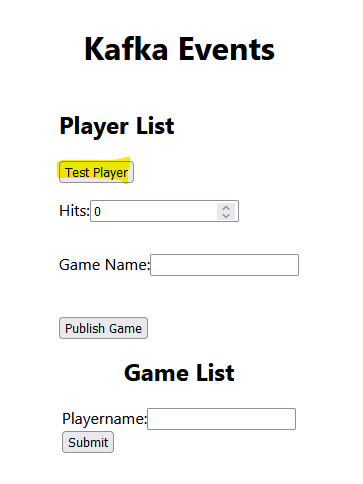 Kafka Events
Player List
Test Player
Hits: 0
Game Name:
Publish Game
Game List
Playername:
Submit